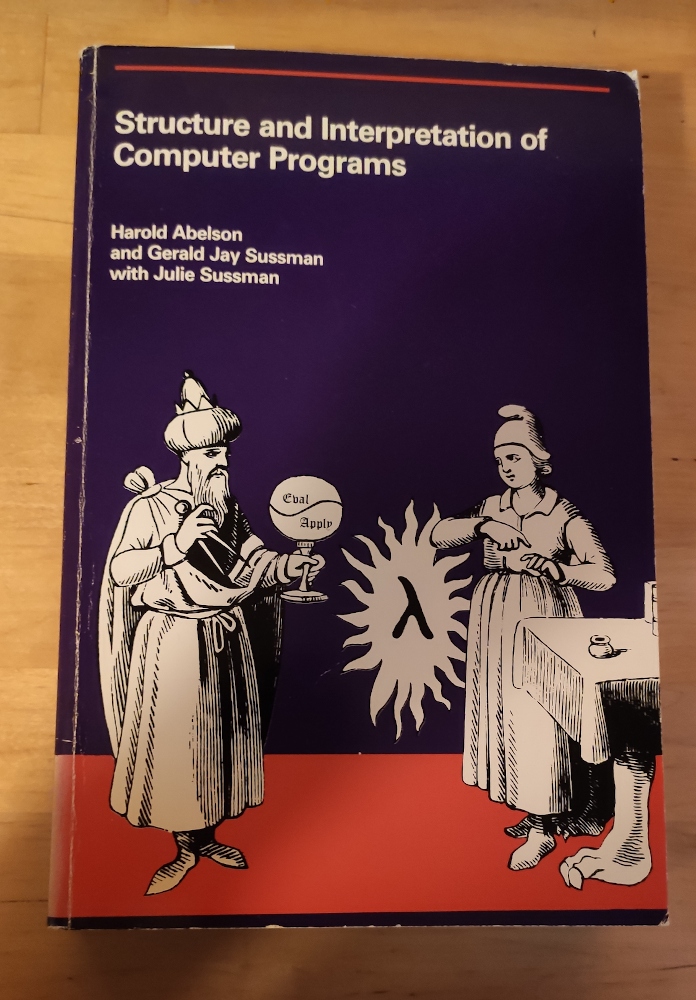 Structure and Interpretation of
Computer Programs
Harold Abelson
and Gerald Jay Sussman
with Julie Sussman
Eval
Apply
λ